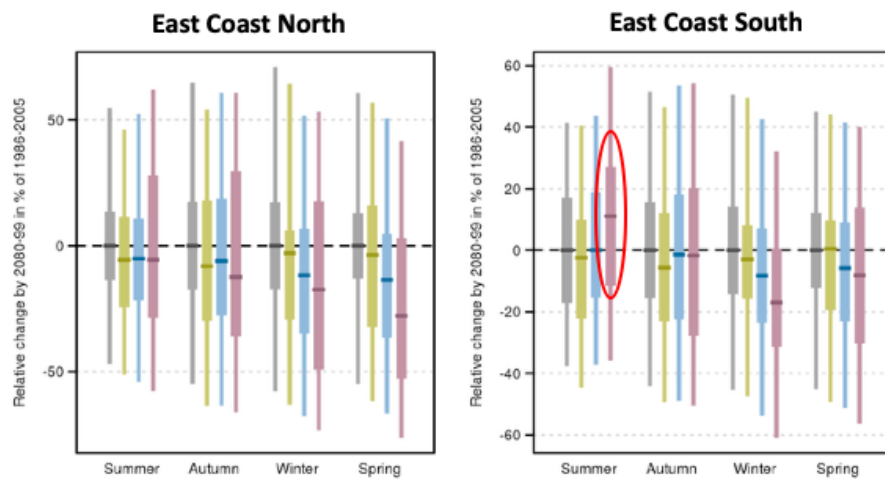 East Coast North
East Coast South
Relative change by 2080-99 in % of 1986-2005
50
0
-50
Summer Autumn Winter Spring
Relative change by 2080-99 in % of 1986-2005
60
40
20
0
-20
-40
-60
Summer Autumn Winter Spring